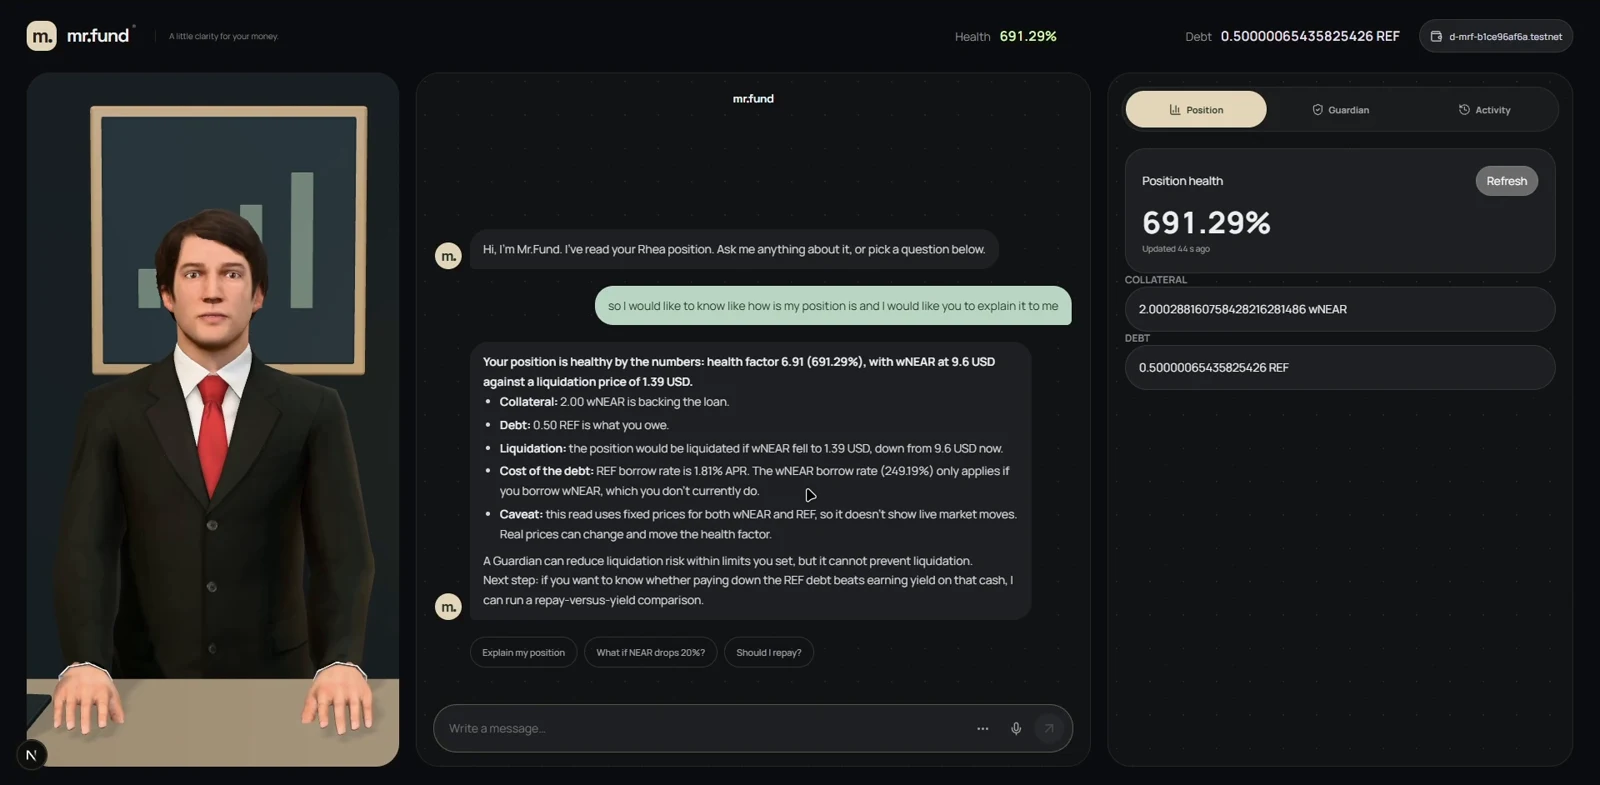 m. mr.fund A little clarity for your money.
Health 691.29%
Debt 0.50000065435825426 REF
d-mrf-b1ce96af6a.testnet
mr.fund
m. Hi, I'm Mr.Fund. I've read your Rhea position. Ask me anything about it, or pick a question below.
so I would like to know like how is my position is and I would like you to explain it to me
Your position is healthy by the numbers: health factor 6.91 (691.29%), with wNEAR at 9.6 USD
against a liquidation price of 1.39 USD.
• Collateral: 2.00 wNEAR is backing the loan.
• Debt: 0.50 REF is what you owe.
• Liquidation: the position would be liquidated if wNEAR fell to 1.39 USD, down from 9.6 USD now.
• Cost of the debt: REF borrow rate is 1.81% APR. The wNEAR borrow rate (249.19%) only applies if
you borrow wNEAR, which you don't currently do.
• Caveat: this read uses fixed prices for both wNEAR and REF, so it doesn't show live market moves.
Real prices can change and move the health factor.
A Guardian can reduce liquidation risk within limits you set, but it cannot prevent liquidation.
Next step: if you want to know whether paying down the REF debt beats earning yield on that cash, I
can run a repay-versus-yield comparison.
m.
Explain my position
What if NEAR drops 20%?
Should I repay?
Write a message...
Position
Guardian
Activity
Position health
Refresh
691.29%
Updated 44 s ago
COLLATERAL
2.000288160758428216281486 wNEAR
DEBT
0.50000065435825426 REF
N